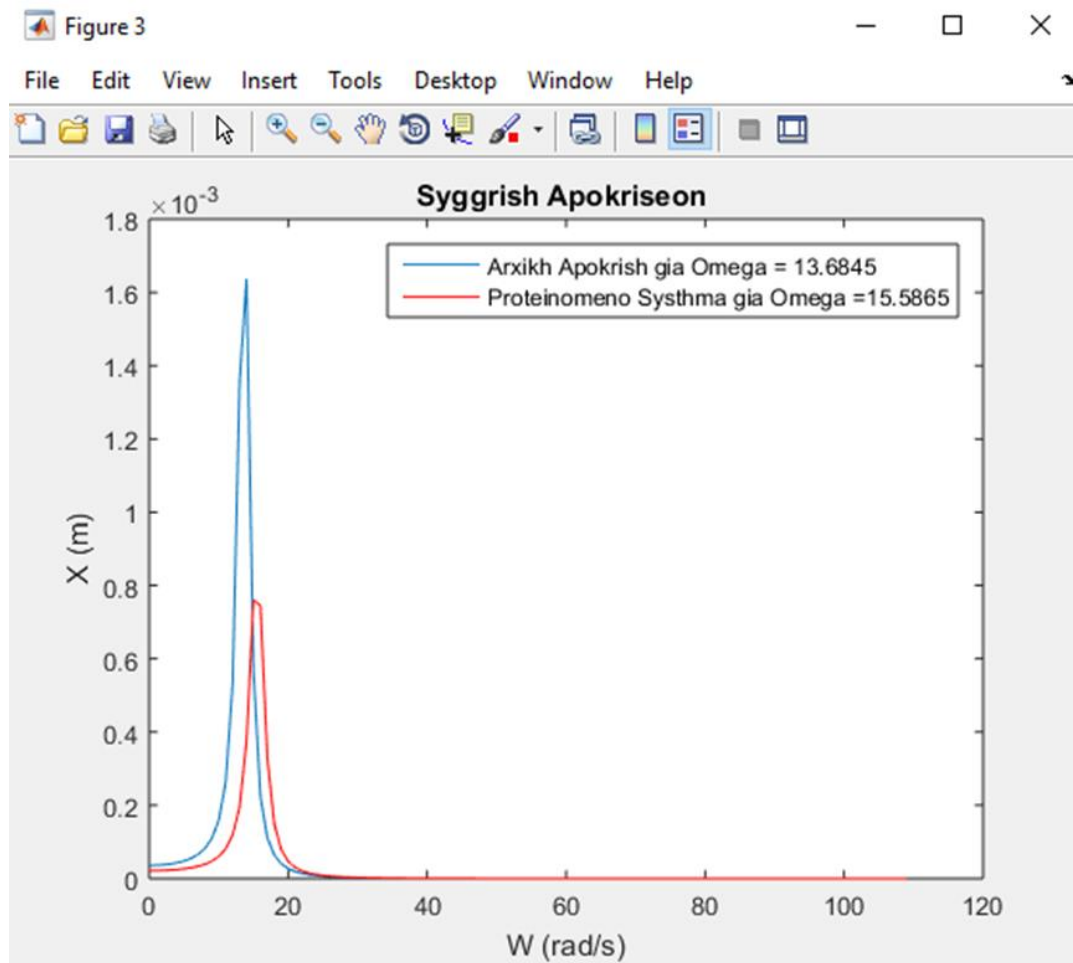 Figure 3
File Edit View Insert Tools Desktop Window Help
Syggrish Apokriseon
×10-3
1.8
1.6
1.4
1.2
1
0.8
0.6
0.4
0.2
0
X (m)
Arxikh Apokrish gia Omega = 13.6845
Proteinomeno Systhma gia Omega =15.5865
0 20 40 60 80 100 120
W (rad/s)